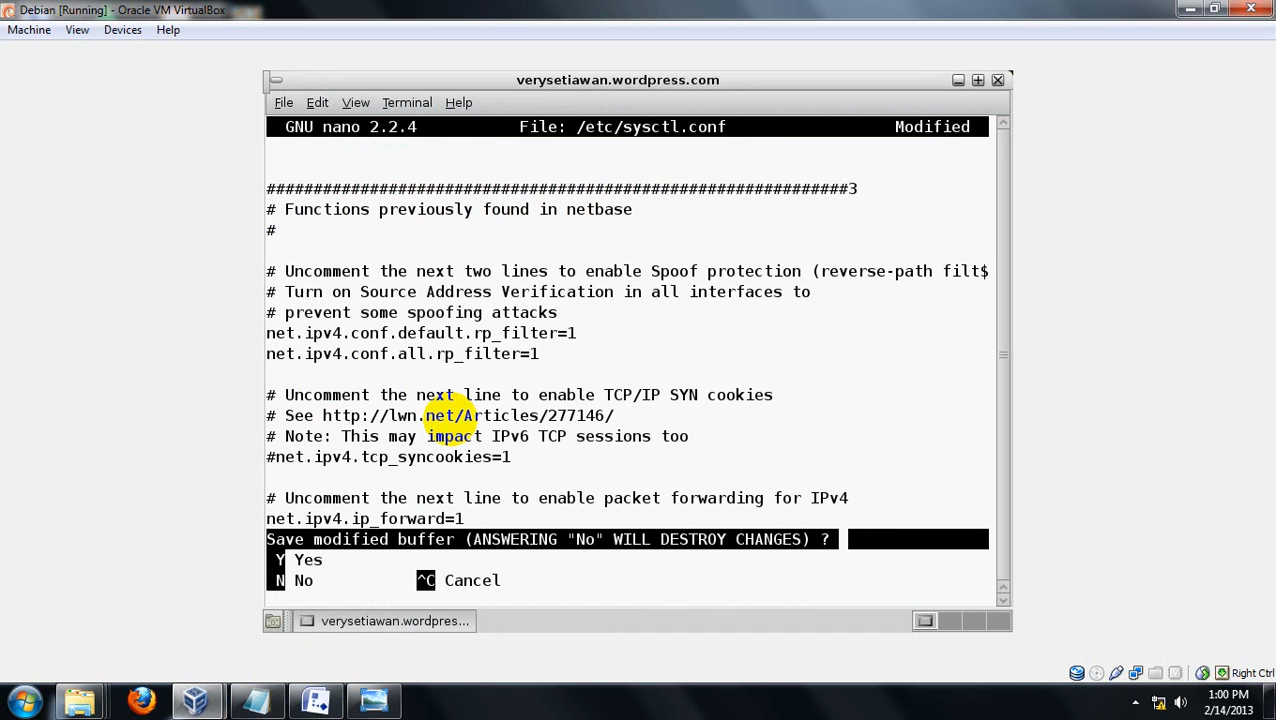 Debian [Running] - Oracle VM VirtualBox
Machine View Devices Help
verysetiawan.wordpress.com
File Edit View Terminal Help
GNU nano 2.2.4 File: /etc/sysctl.conf Modified
##############################################################3
# Functions previously found in netbase
#
# Uncomment the next two lines to enable Spoof protection (reverse-path filt$
# Turn on Source Address Verification in all interfaces to
# prevent some spoofing attacks
net.ipv4.conf.default.rp_filter=1
net.ipv4.conf.all.rp_filter=1
# Uncomment the next line to enable TCP/IP SYN cookies
# See http://lwn.net/Articles/277146/
# Note: This may impact IPv6 TCP sessions too
#net.ipv4.tcp_syncookies=1
# Uncomment the next line to enable packet forwarding for IPv4
net.ipv4.ip_forward=1
Save modified buffer (ANSWERING "No" WILL DESTROY CHANGES) ?
Y Yes
N No ^C Cancel
verysetiawan.wordpres...
Right Ctrl
1:00 PM
2/14/2013